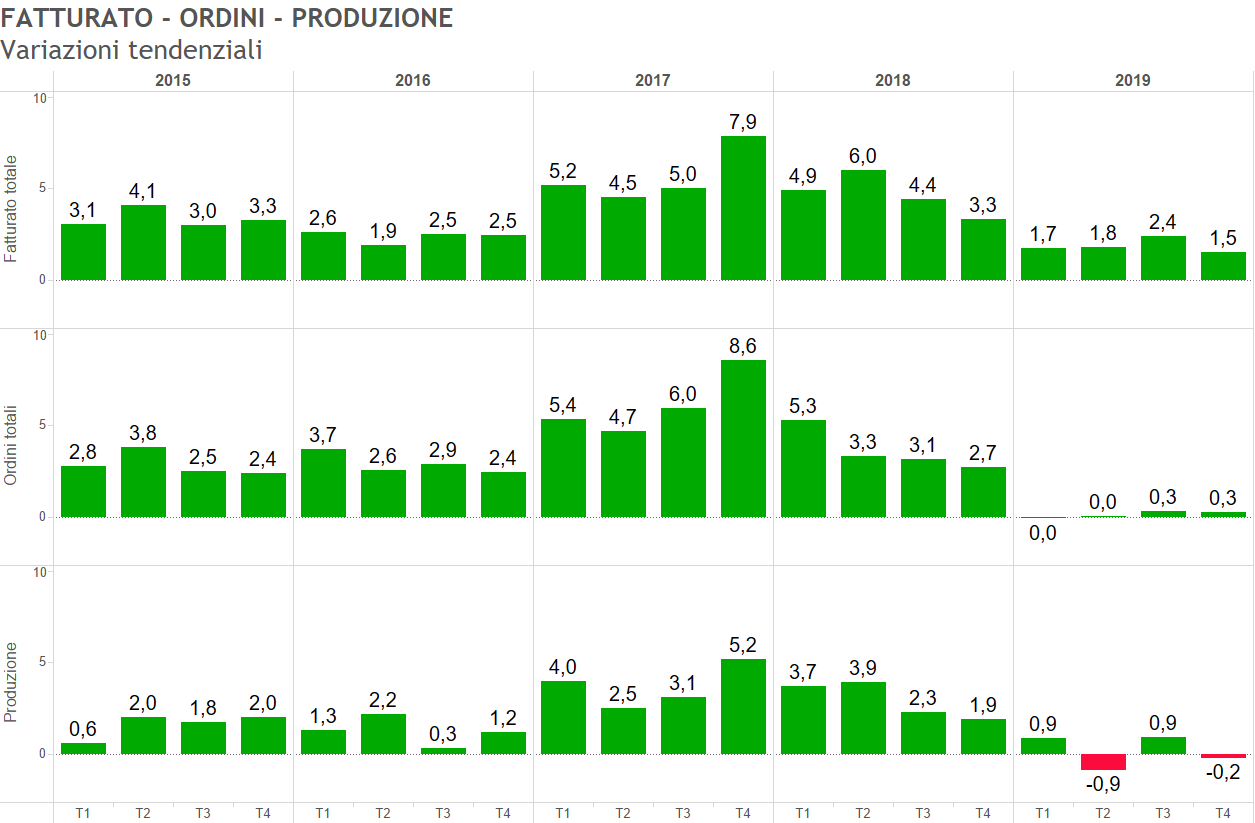 FATTURATO - ORDINI - PRODUZIONE
Variazioni tendenziali
2015 2016 2017 2018 2019
Fatturato totale
10
5
0
3,1 4,1 3,0 3,3 2,6 1,9 2,5 2,5 5,2 4,5 5,0 7,9 4,9 6,0 4,4 3,3 1,7 1,8 2,4 1,5
Ordini totali
10
5
0
2,8 3,8 2,5 2,4 3,7 2,6 2,9 2,4 5,4 4,7 6,0 8,6 5,3 3,3 3,1 2,7 0,0 0,0 0,3 0,3
Produzione
10
5
0
0,6 2,0 1,8 2,0 1,3 2,2 0,3 1,2 4,0 2,5 3,1 5,2 3,7 3,9 2,3 1,9 0,9 -0,9 0,9 -0,2
T1 T2 T3 T4 T1 T2 T3 T4 T1 T2 T3 T4 T1 T2 T3 T4 T1 T2 T3 T4